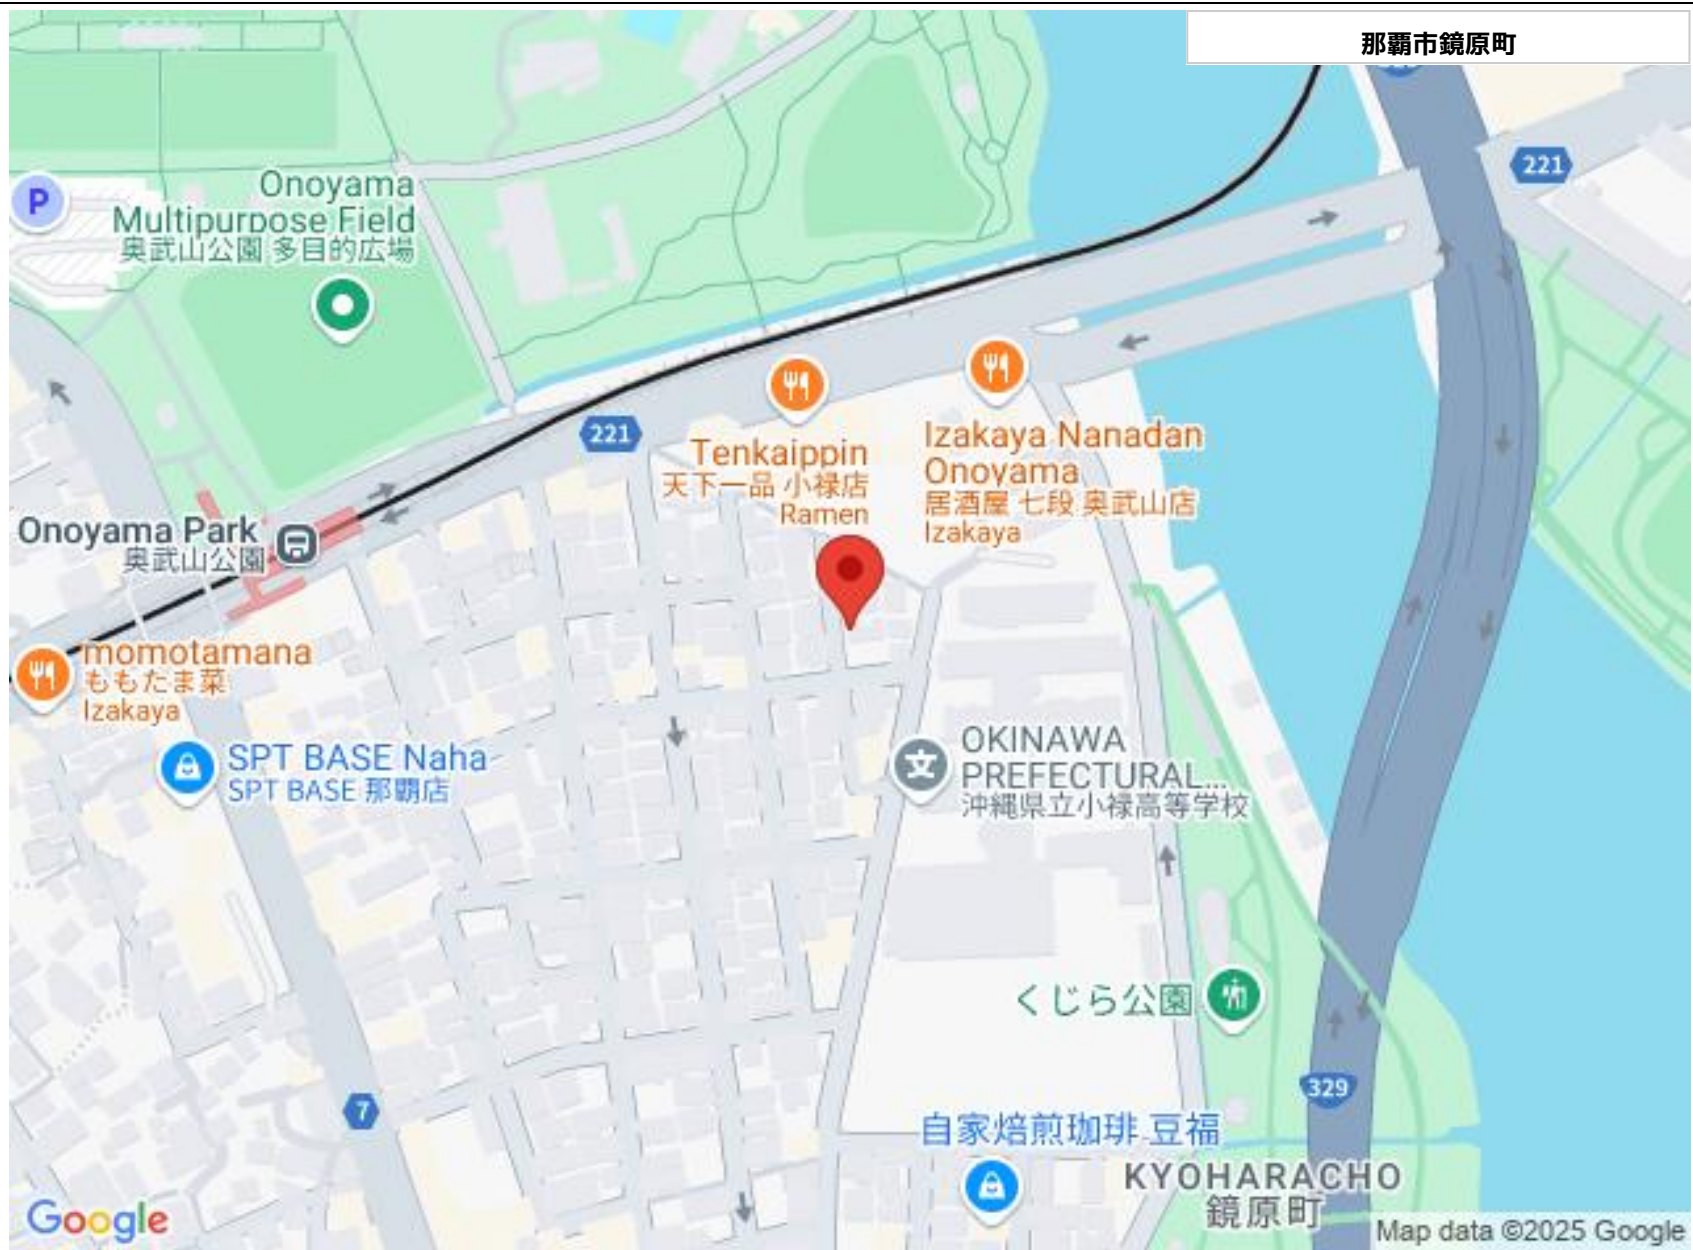 那覇市鏡原町
221
P
Onoyama
Multipurpose Field
奥武山公園 多目的広場
221
Tenkaippin
天下一品 小禄店
Ramen
Izakaya Nanadan
Onoyama
居酒屋 七段 奥武山店
Izakaya
Onoyama Park
奥武山公園
momotamana
ももたま菜
Izakaya
SPT BASE Naha
SPT BASE 那覇店
文
OKINAWA
PREFECTURAL...
沖縄県立小禄高等学校
くじら公園
329
7
自家焙煎珈琲 豆福
KYOHARACHO
鏡原町
Google
Map data ©2025 Google